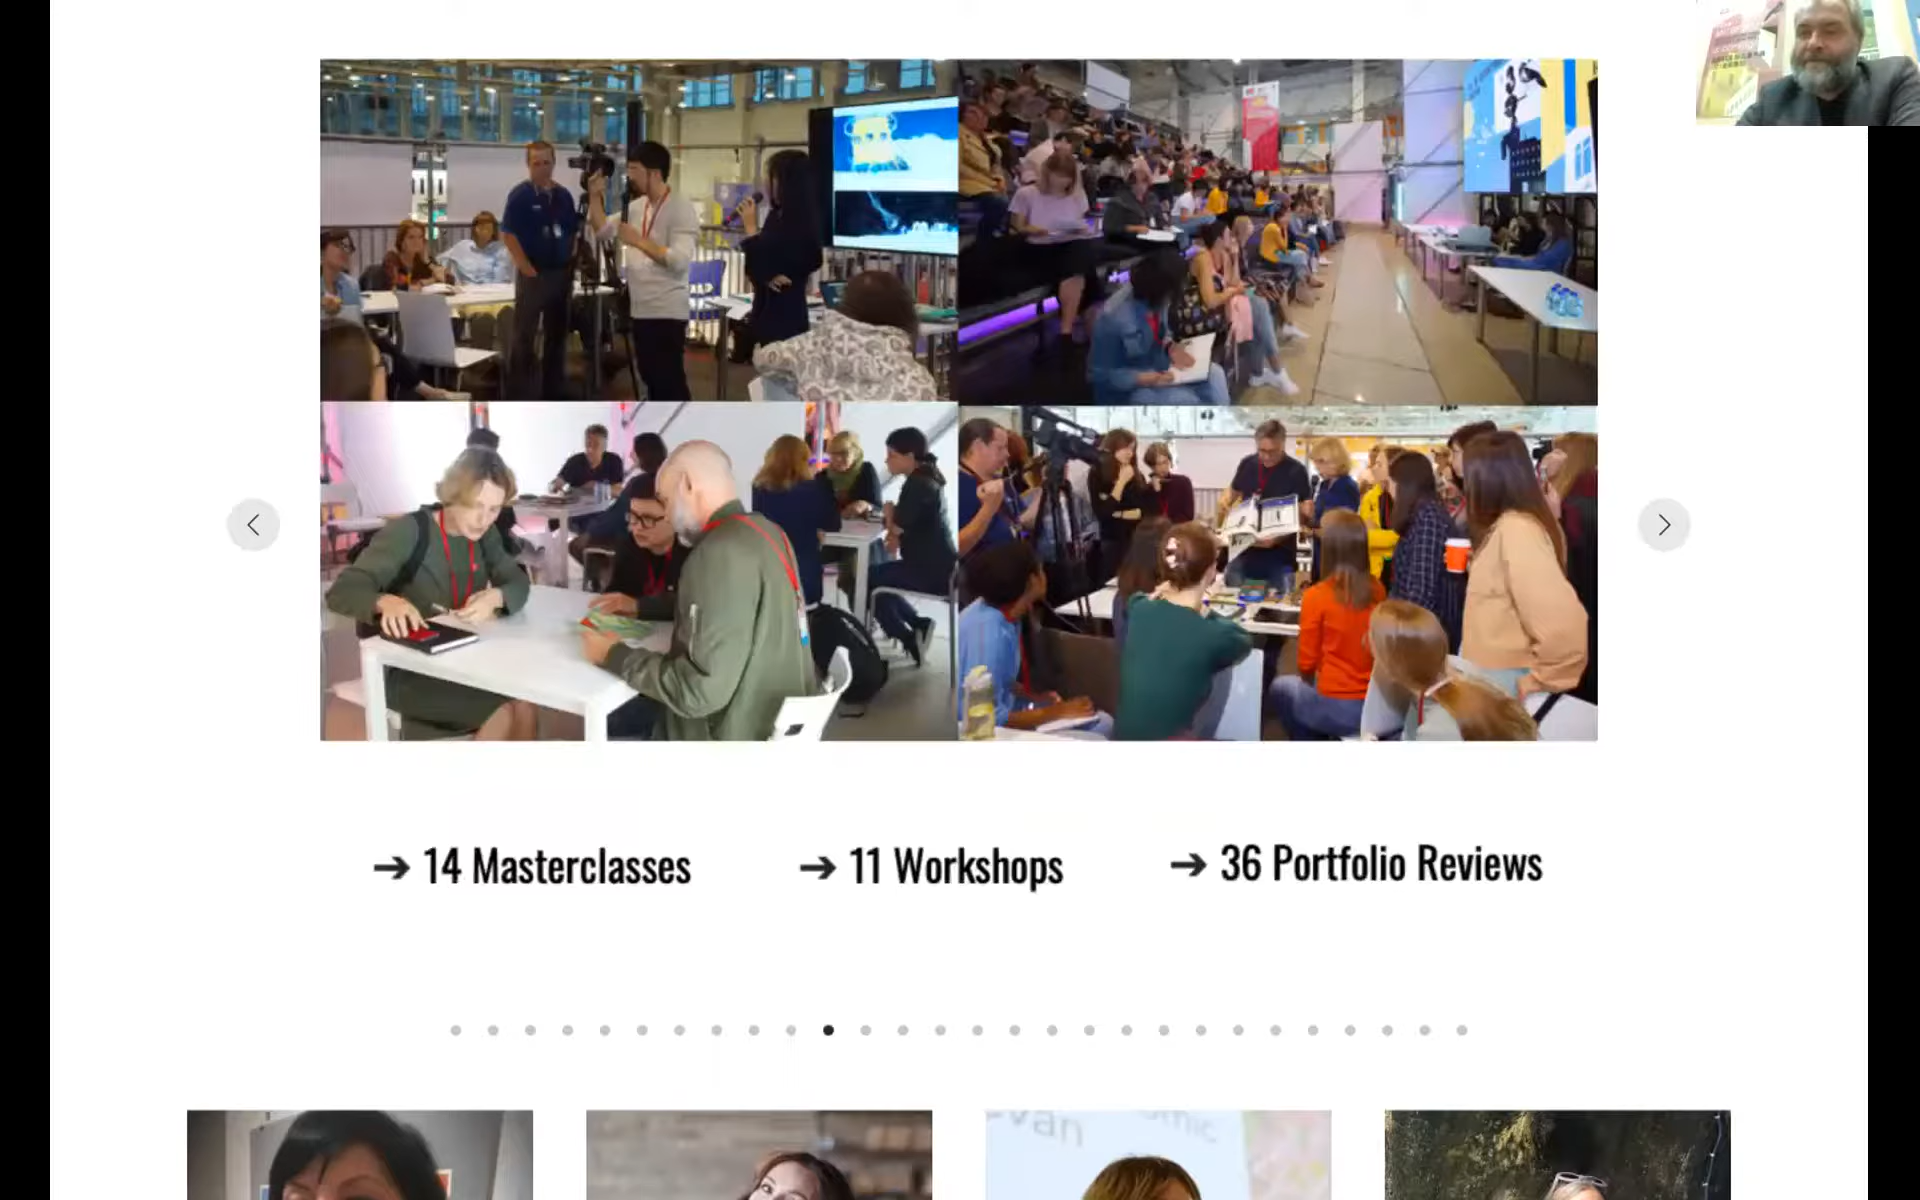 ➔ 14 Masterclasses
➔ 11 Workshops
➔ 36 Portfolio Reviews